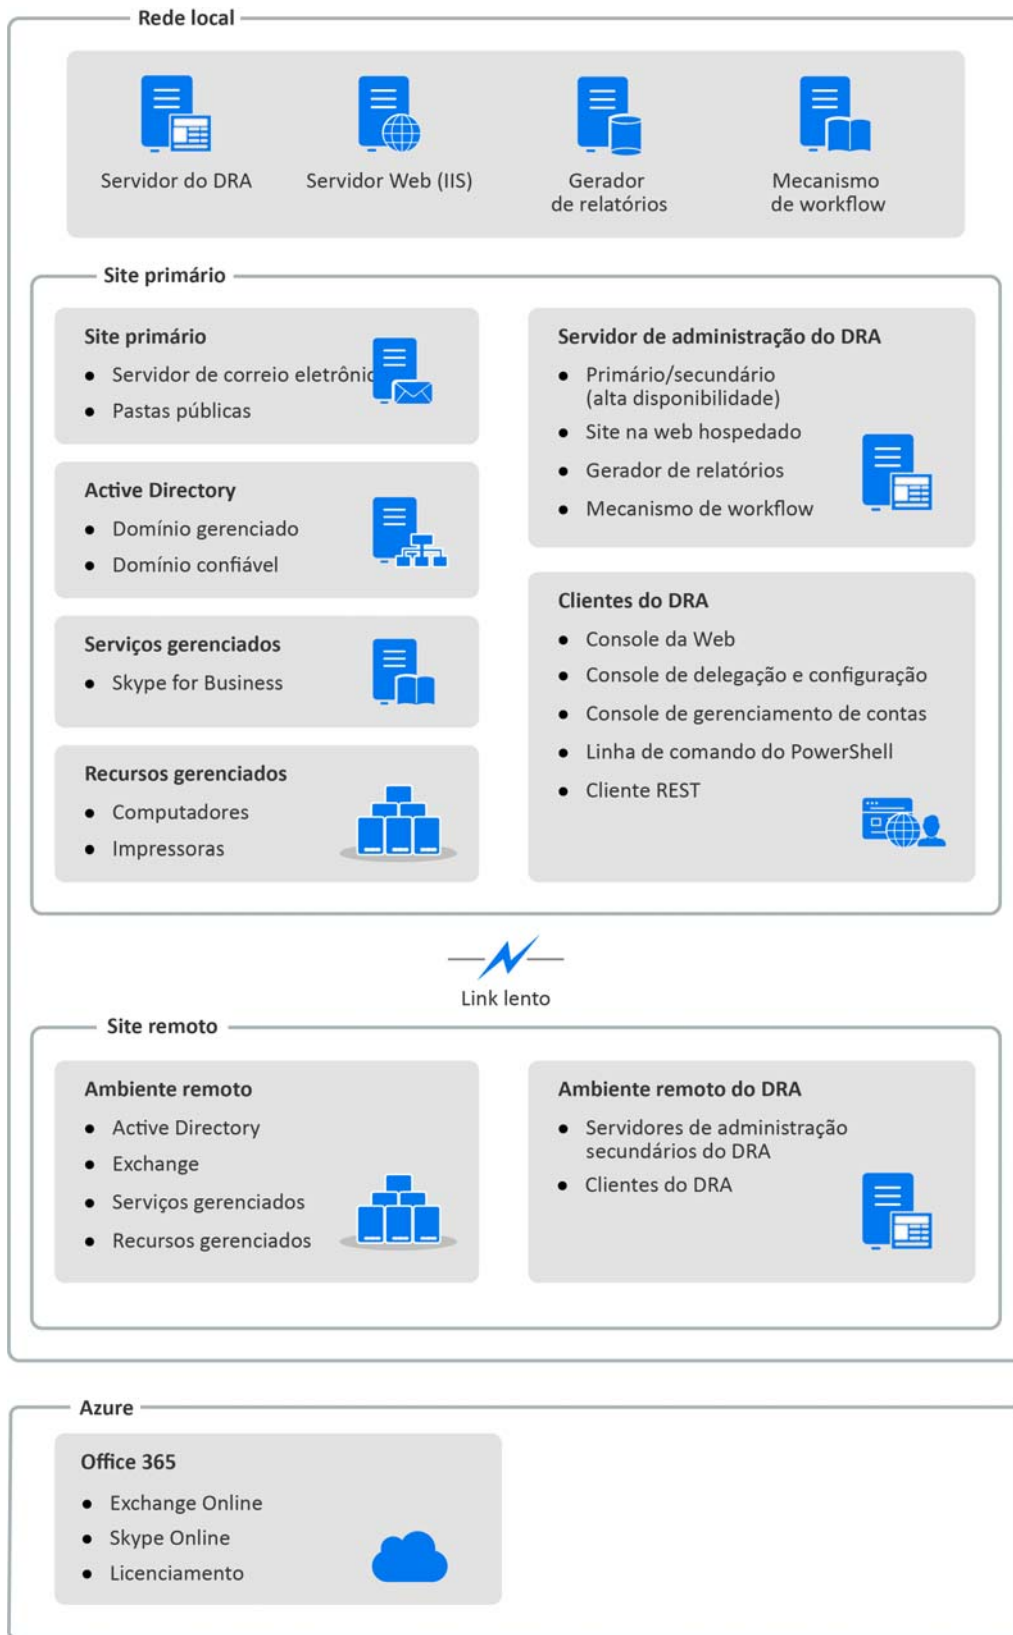 Rede local
Servidor do DRA
Servidor Web (IIS)
Gerador
de relatórios
Mecanismo
de workflow
Site primário
Site primário
● Servidor de correio eletrônic
● Pastas públicas
Active Directory
● Domínio gerenciado
● Domínio confiável
Serviços gerenciados
● Skype for Business
Recursos gerenciados
● Computadores
● Impressoras
Servidor de administração do DRA
● Primário/secundário
(alta disponibilidade)
● Site na web hospedado
● Gerador de relatórios
● Mecanismo de workflow
Clientes do DRA
● Console da Web
● Console de delegação e configuração
● Console de gerenciamento de contas
● Linha de comando do PowerShell
● Cliente REST
Link lento
Site remoto
Ambiente remoto
● Active Directory
● Exchange
● Serviços gerenciados
● Recursos gerenciados
Ambiente remoto do DRA
● Servidores de administração
secundários do DRA
● Clientes do DRA
Azure
Office 365
● Exchange Online
● Skype Online
● Licenciamento